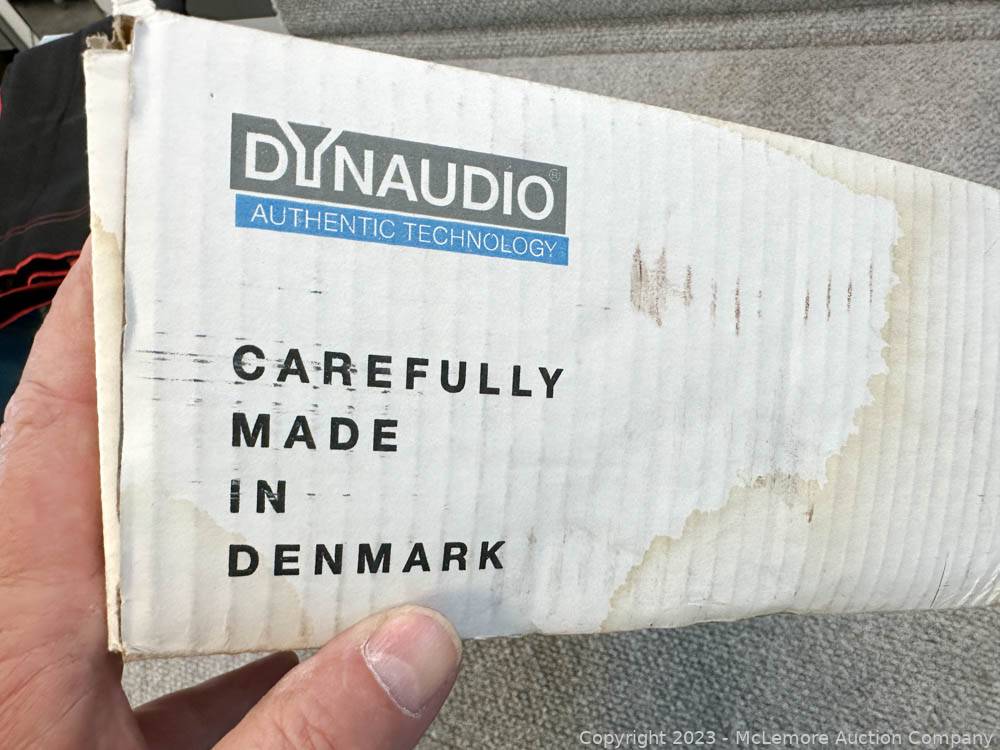 DYNAUDIO®
AUTHENTIC TECHNOLOGY
CAREFULLY
MADE
IN
DENMARK
Copyright 2023 - McLemore Auction Company